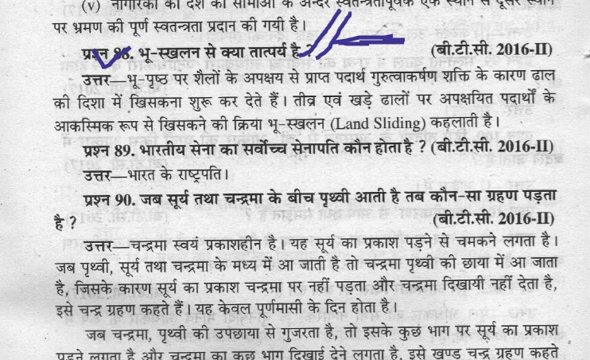 (v) नागरिकों को देश की सीमाओं के अन्दर स्वतन्त्रतापूर्वक एक स्थान से दूसरे स्थान
पर भ्रमण की पूर्ण स्वतन्त्रता प्रदान की गयी है।
प्रश्न 88. भू-स्खलन से क्या तात्पर्य है ? (बी.टी.सी. 2016-II)
उत्तर—भू-पृष्ठ पर शैलों के अपक्षय से प्राप्त पदार्थ गुरुत्वाकर्षण शक्ति के कारण ढाल
की दिशा में खिसकना शुरू कर देते हैं। तीव्र एवं खड़े ढालों पर अपक्षयित पदार्थों के
आकस्मिक रूप से खिसकने की क्रिया भू-स्खलन (Land Sliding) कहलाती है।
प्रश्न 89. भारतीय सेना का सर्वोच्च सेनापति कौन होता है ? (बी.टी.सी. 2016-II)
उत्तर—भारत के राष्ट्रपति।
प्रश्न 90. जब सूर्य तथा चन्द्रमा के बीच पृथ्वी आती है तब कौन-सा ग्रहण पड़ता
है ? (बी.टी.सी. 2016-II)
उत्तर—चन्द्रमा स्वयं प्रकाशहीन है। यह सूर्य का प्रकाश पड़ने से चमकने लगता है।
जब पृथ्वी, सूर्य तथा चन्द्रमा के मध्य में आ जाती है तो चन्द्रमा पृथ्वी की छाया में आ जाता
है, जिसके कारण सूर्य का प्रकाश चन्द्रमा पर नहीं पड़ता और चन्द्रमा दिखायी नहीं देता है,
इसे चन्द्र ग्रहण कहते हैं। यह केवल पूर्णमासी के दिन होता है।
जब चन्द्रमा, पृथ्वी की उपछाया से गुजरता है, तो इसके कुछ भाग पर सूर्य का प्रकाश
पड़ने लगता है और चन्द्रमा का कुछ भाग दिखाई देने लगता है, इसे खण्ड चन्द्र ग्रहण कहते